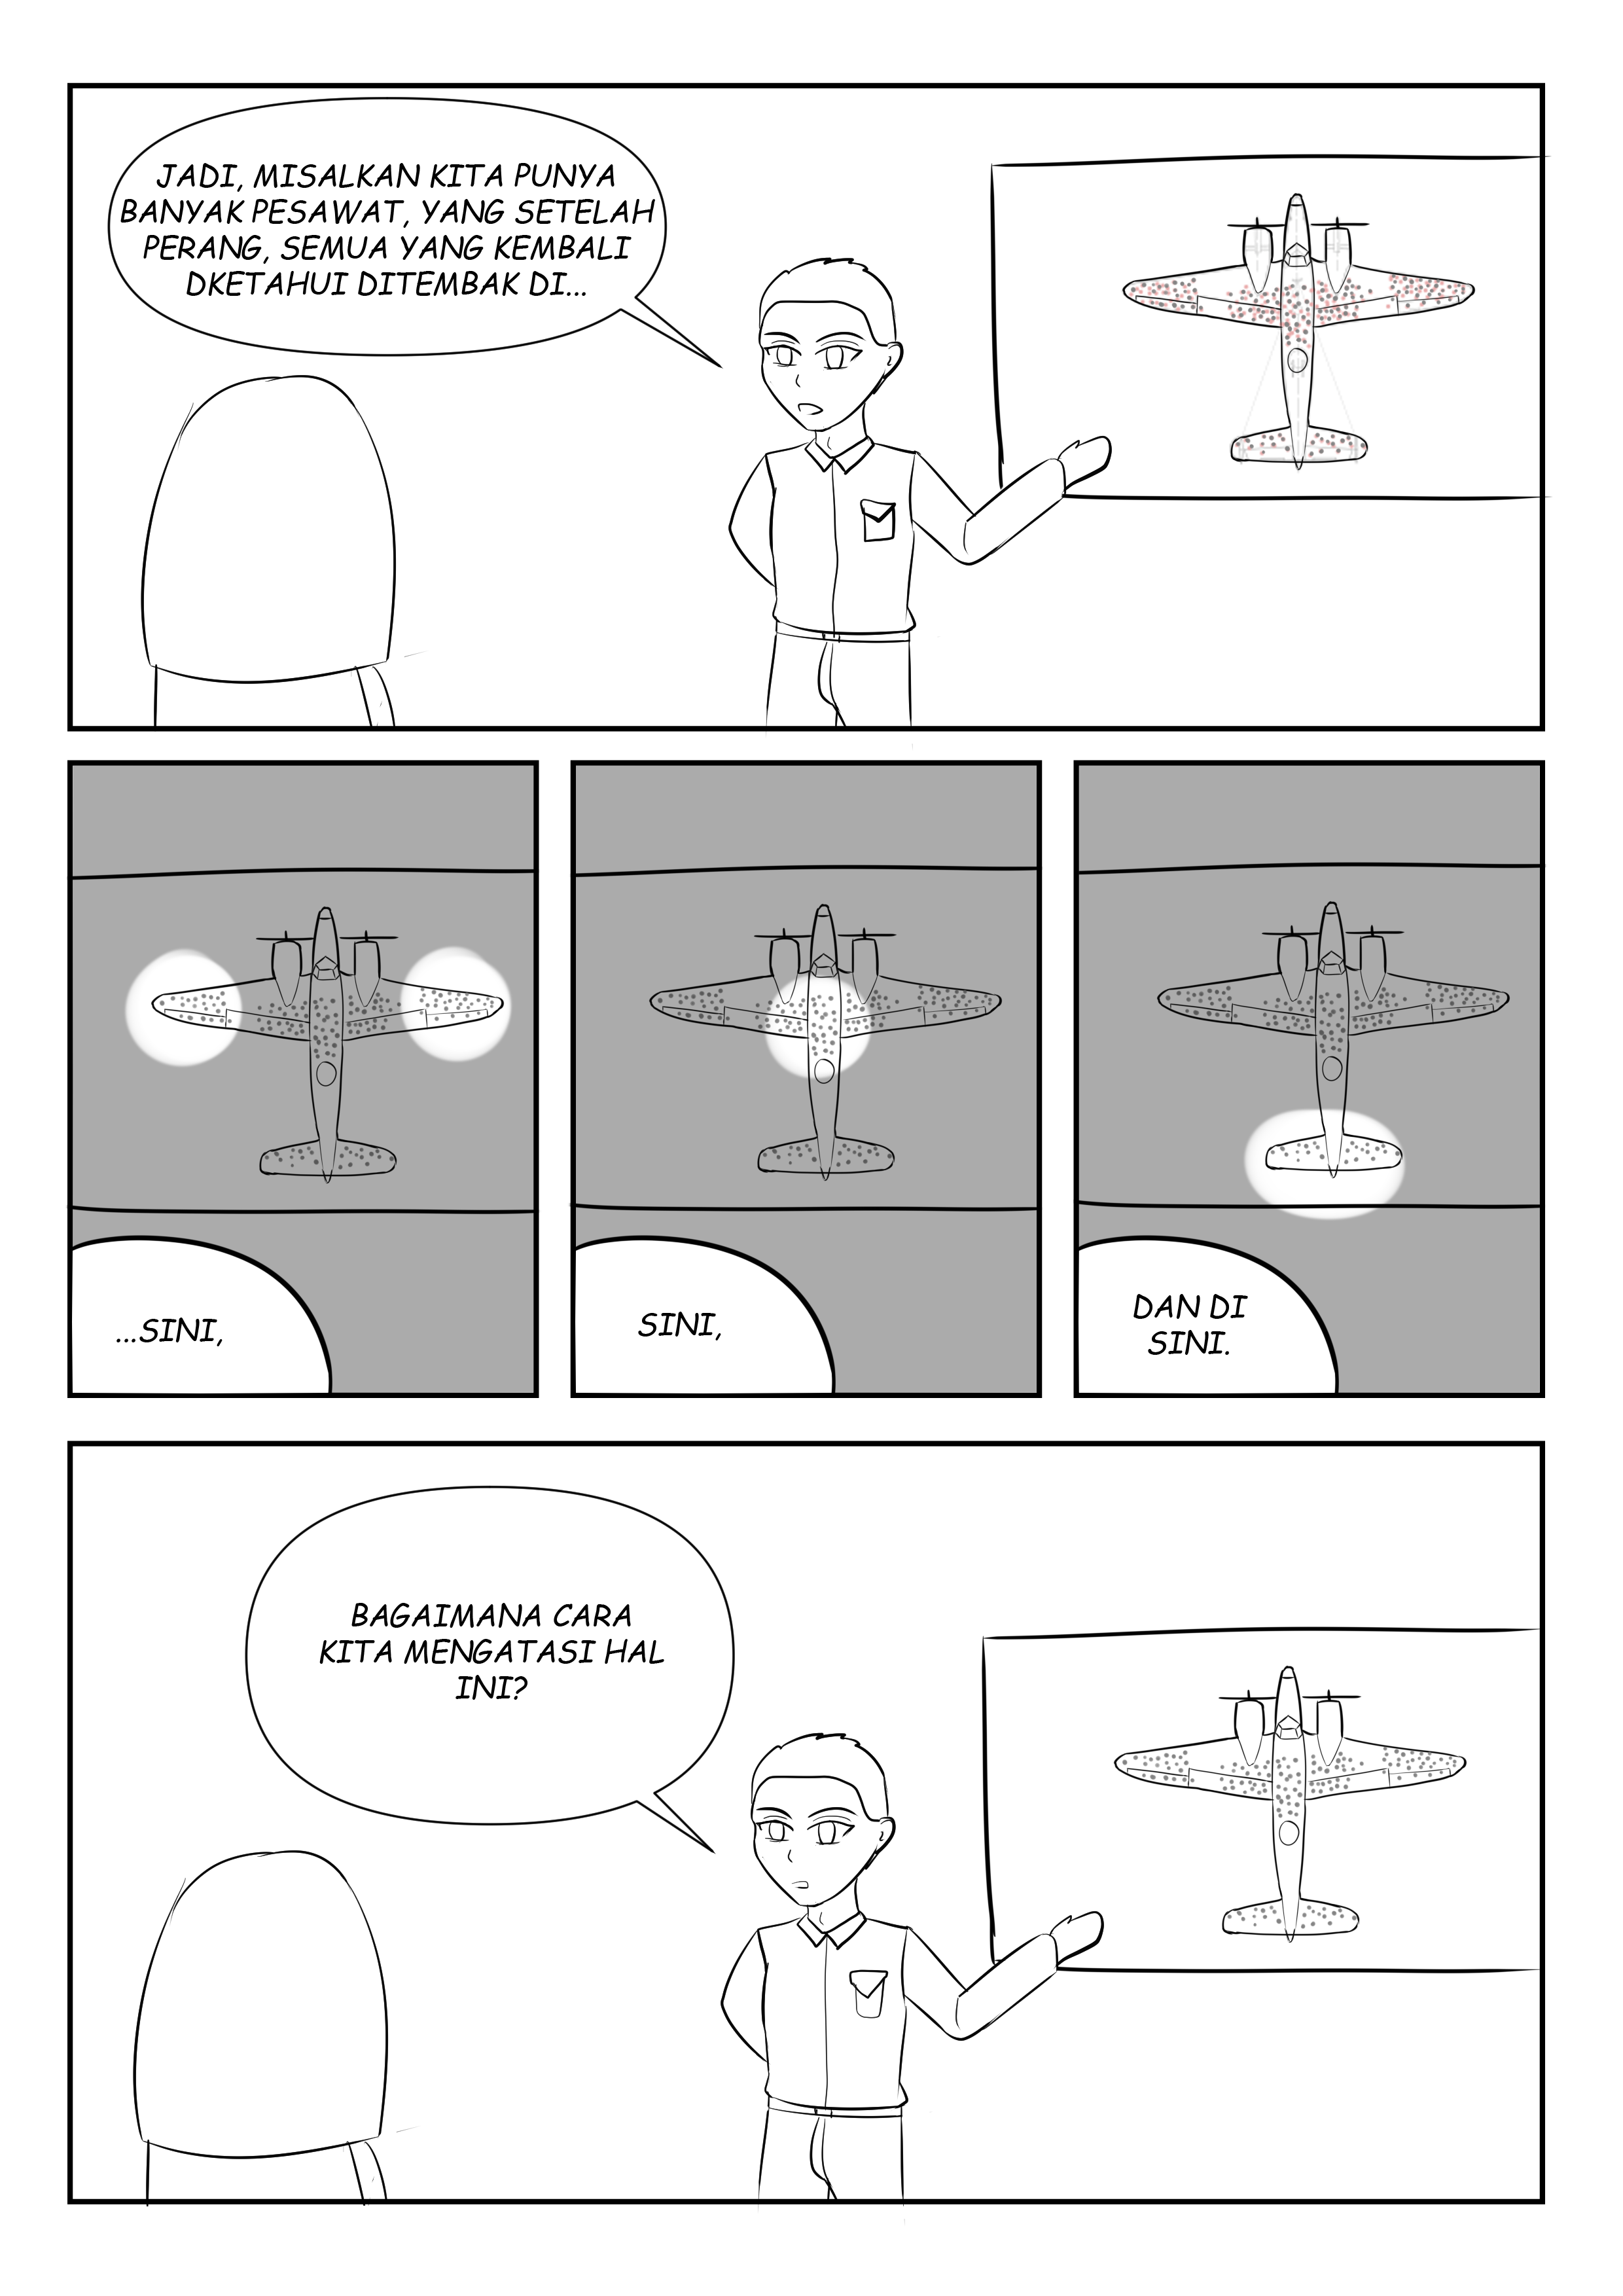 JADI, MISALKAN KITA PUNYA
BANYAK PESAWAT, YANG SETELAH
PERANG, SEMUA YANG KEMBALI
DKETAHUI DITEMBAK DI...
...SINI,
SINI,
DAN DI
SINI.
BAGAIMANA CARA
KITA MENGATASI HAL
INI?